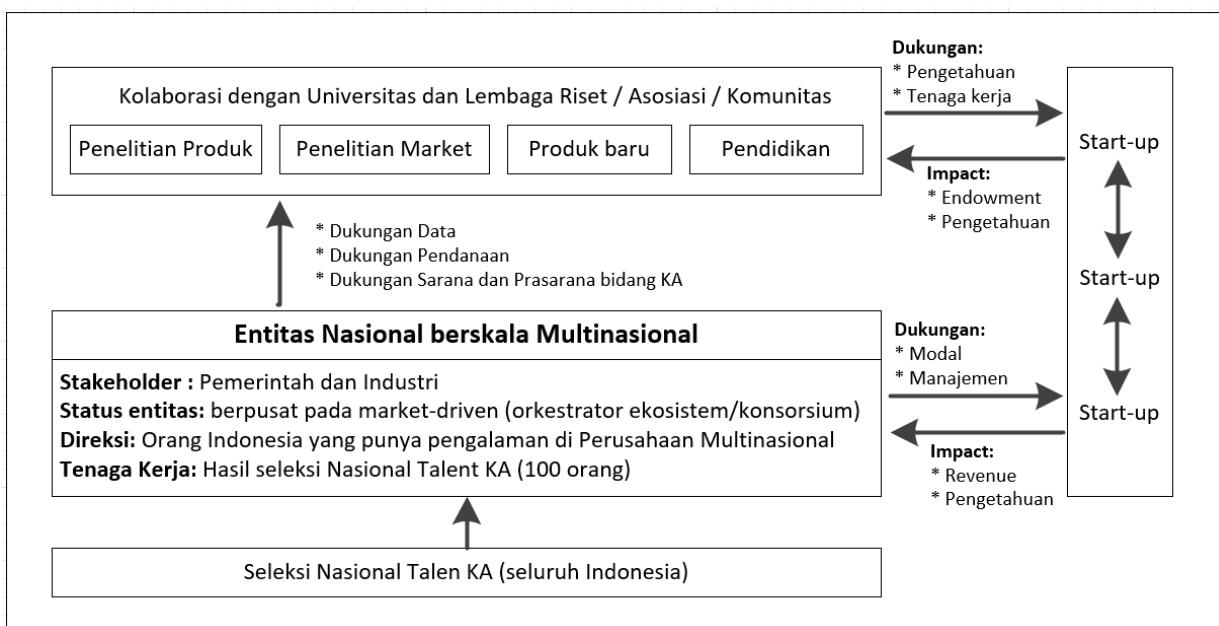 Kolaborasi dengan Universitas dan Lembaga Riset / Asosiasi / Komunitas
Penelitian Produk
Penelitian Market
Produk baru
Pendidikan
Dukungan:
* Pengetahuan
* Tenaga kerja
Impact:
* Endowment
* Pengetahuan
Start-up
Start-up
Start-up
* Dukungan Data
* Dukungan Pendanaan
* Dukungan Sarana dan Prasarana bidang KA
Entitas Nasional berskala Multinasional
Stakeholder : Pemerintah dan Industri
Status entitas: berpusat pada market-driven (orkestrator ekosistem/konsorsium)
Direksi: Orang Indonesia yang punya pengalaman di Perusahaan Multinasional
Tenaga Kerja: Hasil seleksi Nasional Talent KA (100 orang)
Dukungan:
* Modal
* Manajemen
Impact:
* Revenue
* Pengetahuan
Seleksi Nasional Talen KA (seluruh Indonesia)